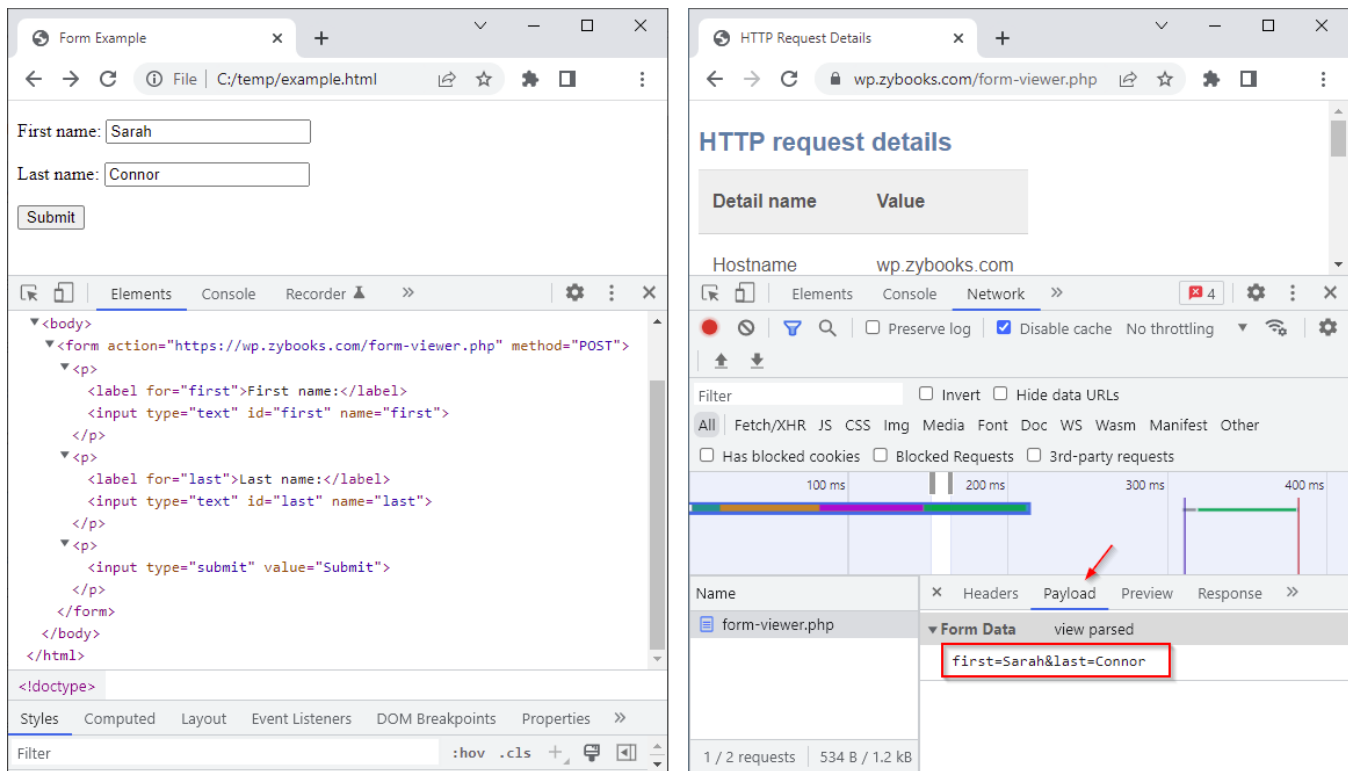 Form Example
File | C:/temp/example.html
First name: Sarah
Last name: Connor
Submit
Elements Console Recorder
<body>
<form action="https://wp.zybooks.com/form-viewer.php" method="POST">
<p>
<label for="first">First name:</label>
<input type="text" id="first" name="first">
</p>
<p>
<label for="last">Last name:</label>
<input type="text" id="last" name="last">
</p>
<p>
<input type="submit" value="Submit">
</p>
</form>
</body>
</html>
<!doctype>
Styles Computed Layout Event Listeners DOM Breakpoints Properties
Filter :hov .cls
HTTP Request Details
wp.zybooks.com/form-viewer.php
HTTP request details
Detail name Value
Hostname wp.zybooks.com
Elements Console Network 4
Preserve log Disable cache No throttling
Filter Invert Hide data URLs
All Fetch/XHR JS CSS Img Media Font Doc WS Wasm Manifest Other
Has blocked cookies Blocked Requests 3rd-party requests
100 ms 200 ms 300 ms 400 ms
Name Headers Payload Preview Response
form-viewer.php Form Data view parsed
first=Sarah&last=Connor
1 / 2 requests 534 B / 1.2 kB